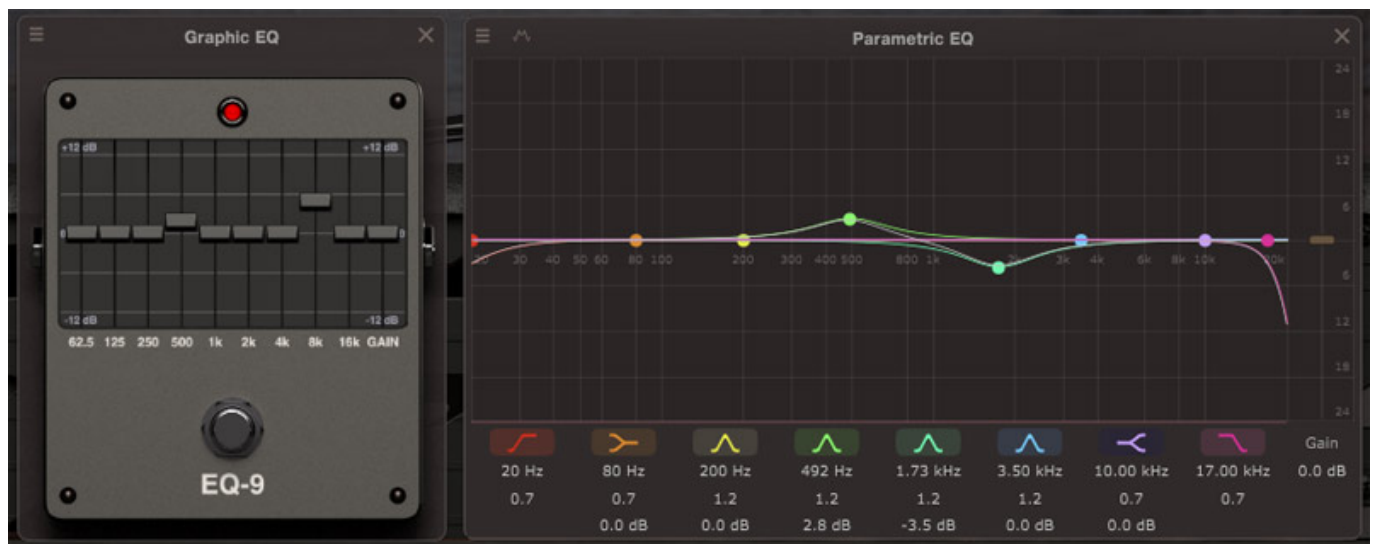 Graphic EQ
+12 dB +12 dB
0 0
-12 dB -12 dB
62.5 125 250 500 1k 2k 4k 8k 16k GAIN
EQ-9
Parametric EQ
24
18
12
6
30 40 50 60 80 100 200 300 400 500 800 1k 2k 3k 4k 6k 8k 10k 20k
6
12
18
24
Gain
20 Hz 80 Hz 200 Hz 492 Hz 1.73 kHz 3.50 kHz 10.00 kHz 17.00 kHz 0.0 dB
0.7 0.7 1.2 1.2 1.2 1.2 0.7 0.7
0.0 dB 0.0 dB 2.8 dB -3.5 dB 0.0 dB 0.0 dB